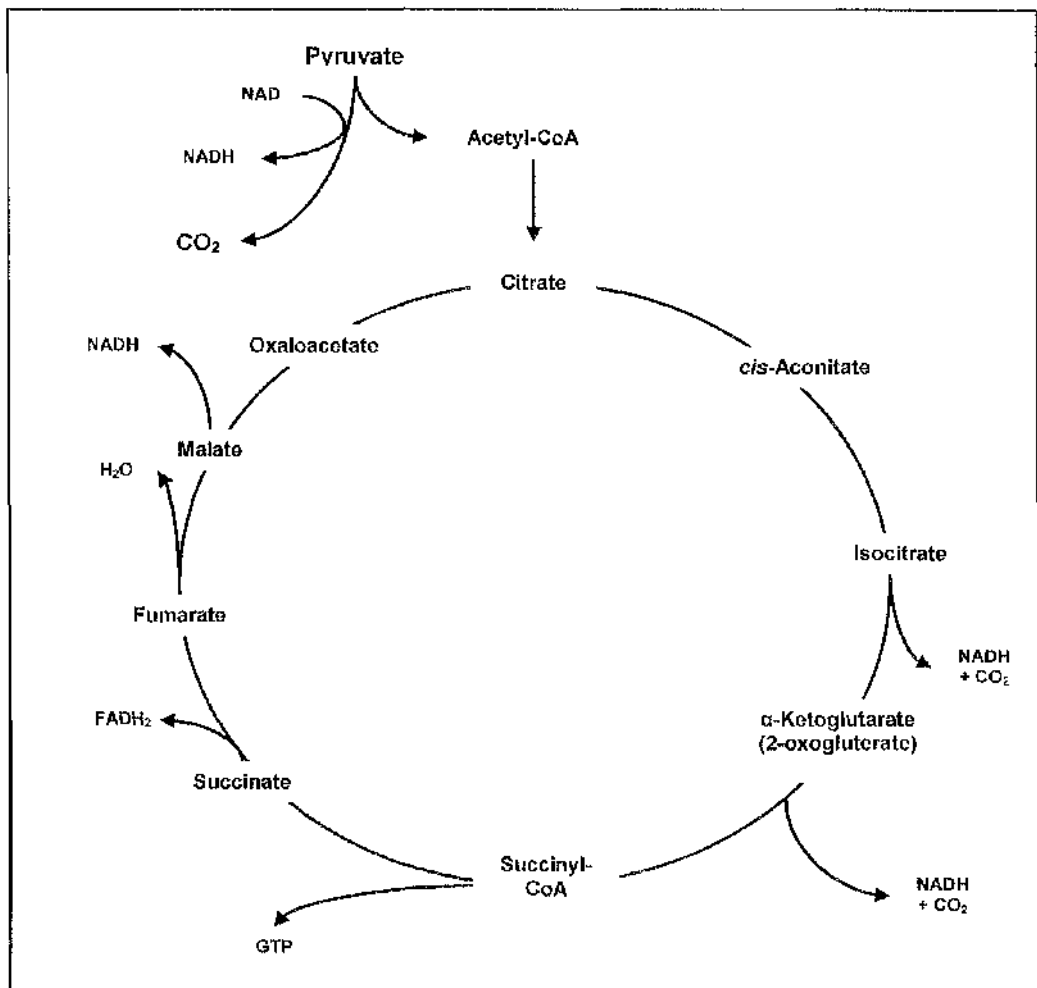 Pyruvate
NAD
Acetyl-CoA
NADH
CO₂
Citrate
Oxaloacetate
NADH
cis-Aconitate
Malate
H₂O
Isocitrate
Fumarate
NADH
+ CO₂
α-Ketoglutarate
(2-oxogluterate)
FADH₂
Succinate
Succinyl-
CoA
NADH
+ CO₂
GTP